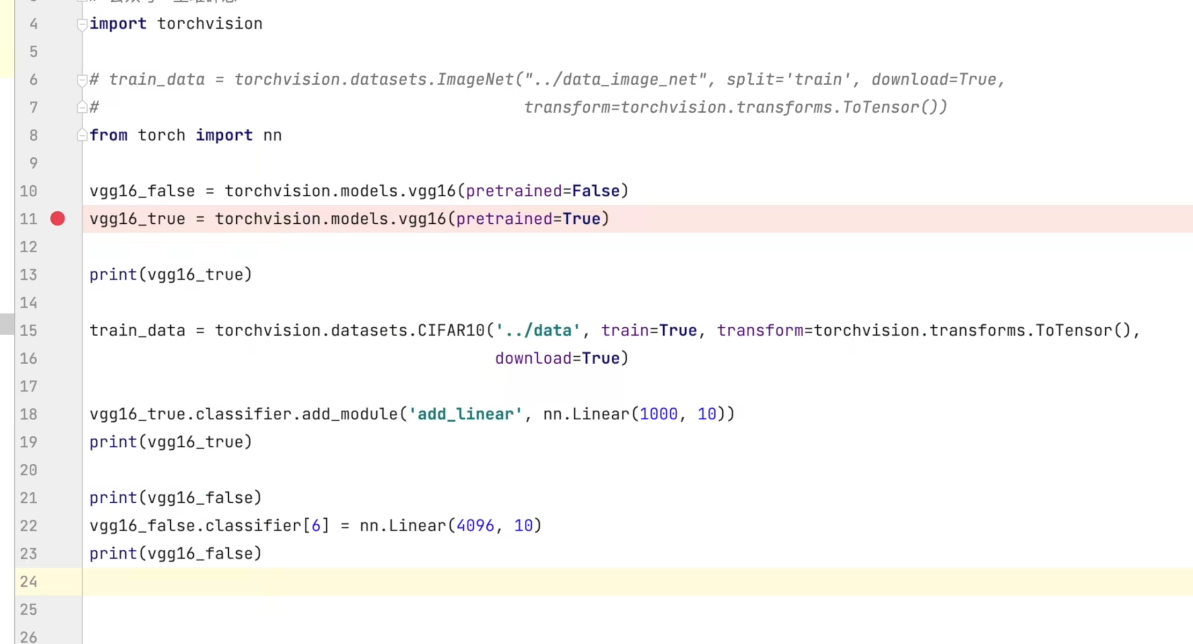 4 import torchvision
5
6 # train_data = torchvision.datasets.ImageNet("../data_image_net", split='train', download=True,
7 #                                            transform=torchvision.transforms.ToTensor())
8 from torch import nn
9
10 vgg16_false = torchvision.models.vgg16(pretrained=False)
11 vgg16_true = torchvision.models.vgg16(pretrained=True)
12
13 print(vgg16_true)
14
15 train_data = torchvision.datasets.CIFAR10('../data', train=True, transform=torchvision.transforms.ToTensor(),
16                                           download=True)
17
18 vgg16_true.classifier.add_module('add_linear', nn.Linear(1000, 10))
19 print(vgg16_true)
20
21 print(vgg16_false)
22 vgg16_false.classifier[6] = nn.Linear(4096, 10)
23 print(vgg16_false)
24
25
26